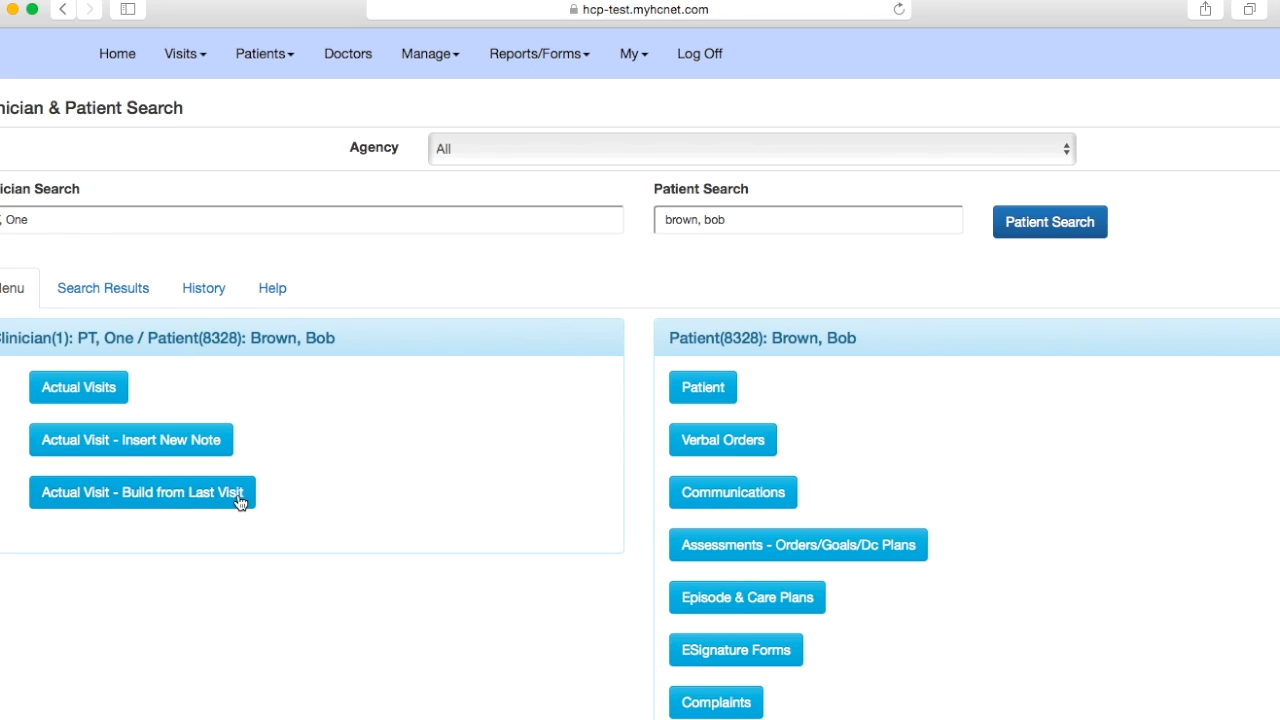 hcp-test.myhcnet.com
Home Visits Patients Doctors Manage Reports/Forms My Log Off
nician & Patient Search
Agency All
ician Search
Patient Search
, One
brown, bob
Patient Search
lenu Search Results History Help
linician(1): PT, One / Patient(8328): Brown, Bob
Actual Visits
Actual Visit - Insert New Note
Actual Visit - Build from Last Visit
Patient(8328): Brown, Bob
Patient
Verbal Orders
Communications
Assessments - Orders/Goals/Dc Plans
Episode & Care Plans
ESignature Forms
Complaints